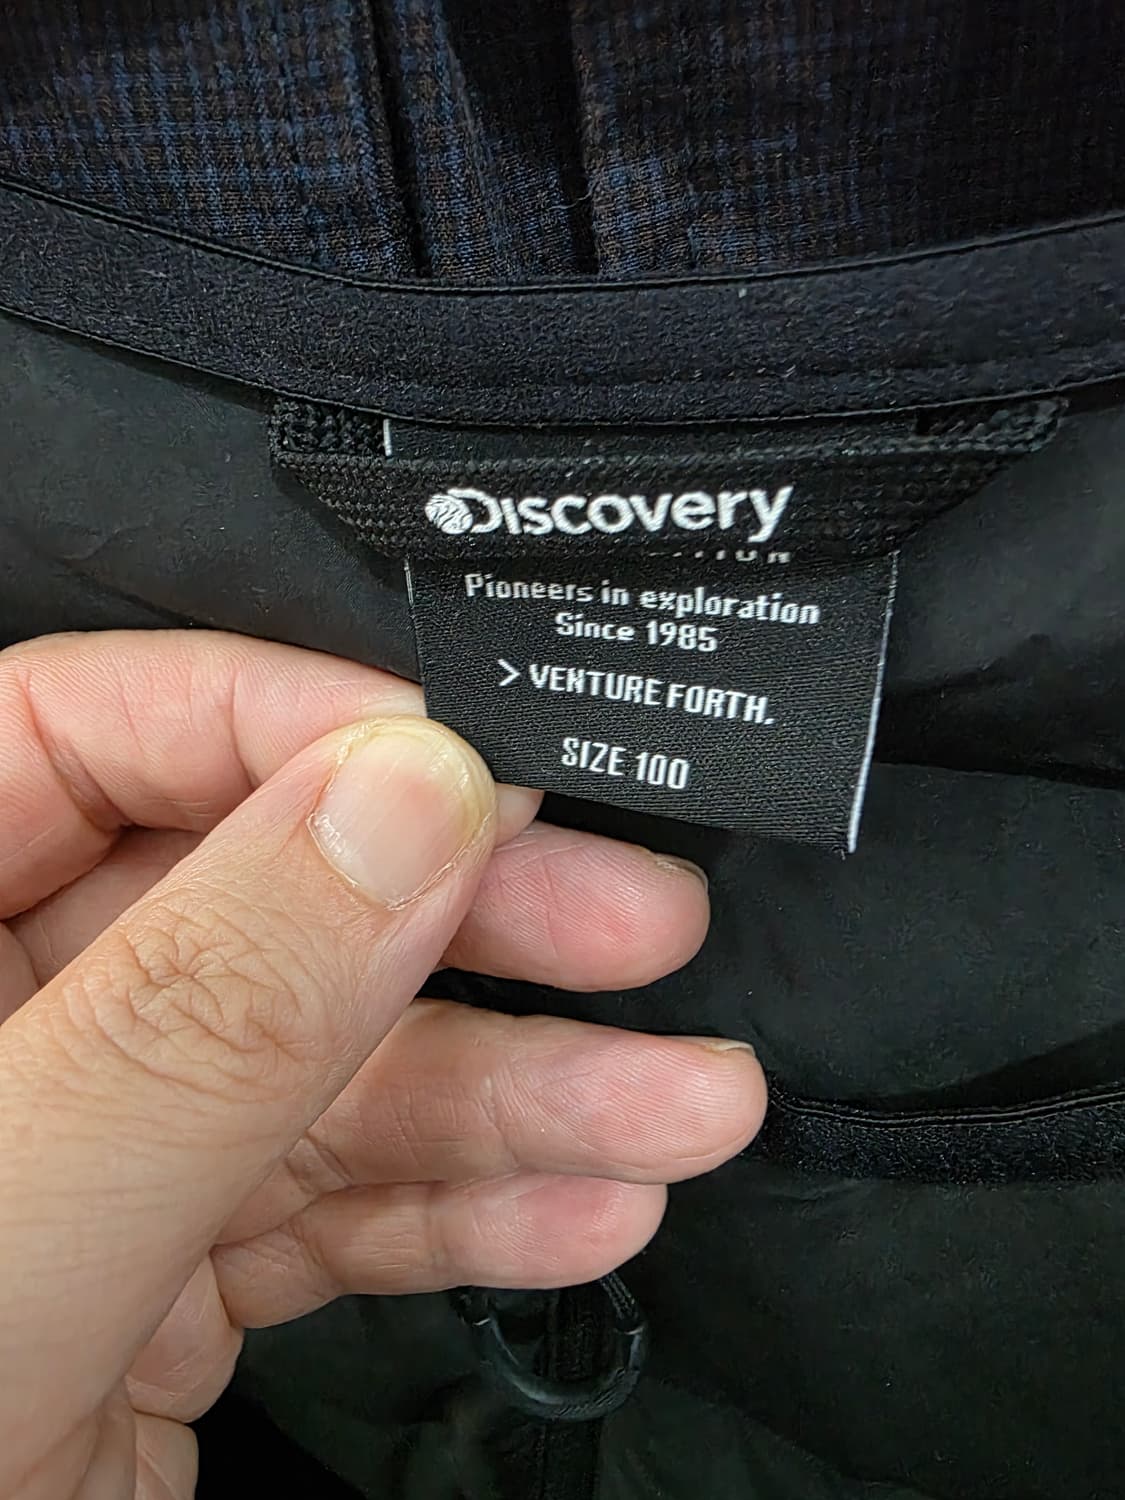 Discovery
Pioneers in exploration
Since 1985
> VENTURE FORTH.
SIZE 100